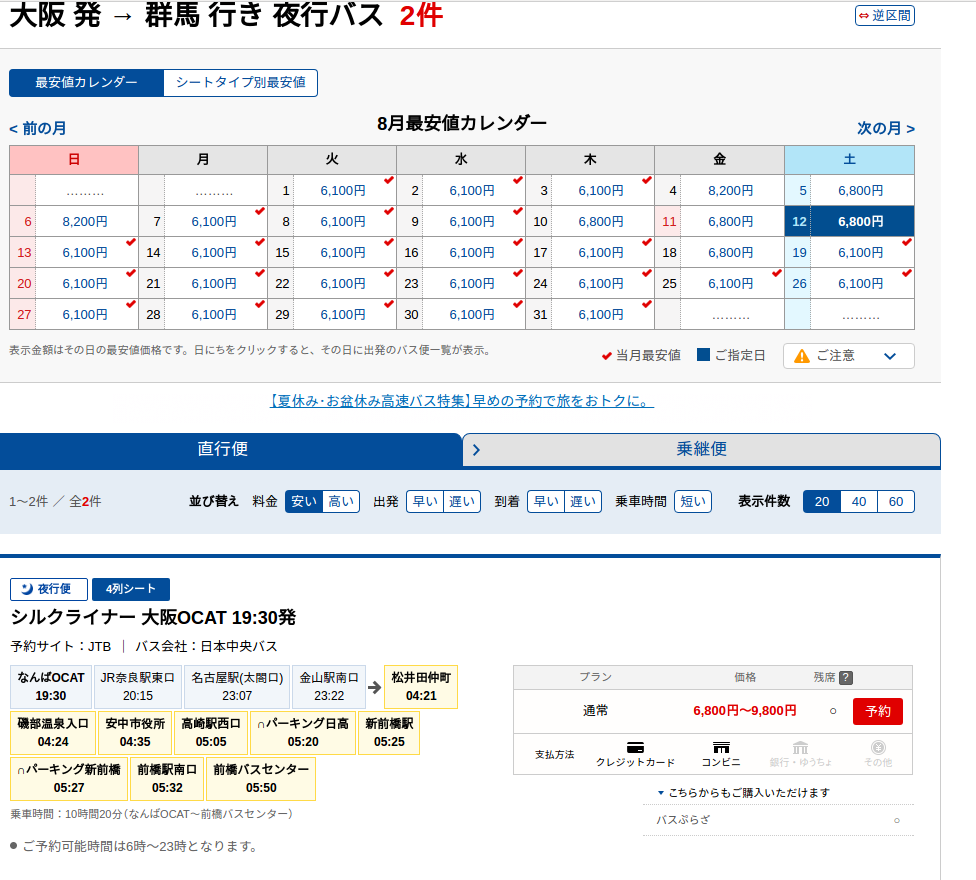 大阪 発 → 群馬 行き 夜行バス 2件
⇔ 逆区間
最安値カレンダー シートタイプ別最安値
< 前の月 8月最安値カレンダー 次の月 >
日 月 火 水 木 金 土
……… ……… 1 6,100円 2 6,100円 3 6,100円 4 8,200円 5 6,800円
6 8,200円 7 6,100円 8 6,100円 9 6,100円 10 6,800円 11 6,800円 12 6,800円
13 6,100円 14 6,100円 15 6,100円 16 6,100円 17 6,100円 18 6,800円 19 6,100円
20 6,100円 21 6,100円 22 6,100円 23 6,100円 24 6,100円 25 6,100円 26 6,100円
27 6,100円 28 6,100円 29 6,100円 30 6,100円 31 6,100円 ……… ………
表示金額はその日の最安値価格です。日にちをクリックすると、その日に出発のバス便一覧が表示。
当月最安値 ご指定日 ご注意
【夏休み・お盆休み高速バス特集】早めの予約で旅をおトクに。
直行便 乗継便
1〜2件 ／ 全2件 並び替え 料金 安い 高い 出発 早い 遅い 到着 早い 遅い 乗車時間 短い 表示件数 20 40 60
夜行便 4列シート
シルクライナー 大阪OCAT 19:30発
予約サイト：JTB ｜ バス会社：日本中央バス
なんばOCAT JR奈良駅東口 名古屋駅(太閤口) 金山駅南口 松井田仲町
19:30 20:15 23:07 23:22 04:21
磯部温泉入口 安中市役所 高崎駅西口 ∩パーキング日高 新前橋駅
04:24 04:35 05:05 05:20 05:25
∩パーキング新前橋 前橋駅南口 前橋バスセンター
05:27 05:32 05:50
乗車時間：10時間20分（なんばOCAT〜前橋バスセンター）
● ご予約可能時間は6時〜23時となります。
プラン 価格 残席 ?
通常 6,800円〜9,800円 ○ 予約
支払方法 クレジットカード コンビニ 銀行・ゆうちょ その他
こちらからもご購入いただけます
バスぷらざ ○